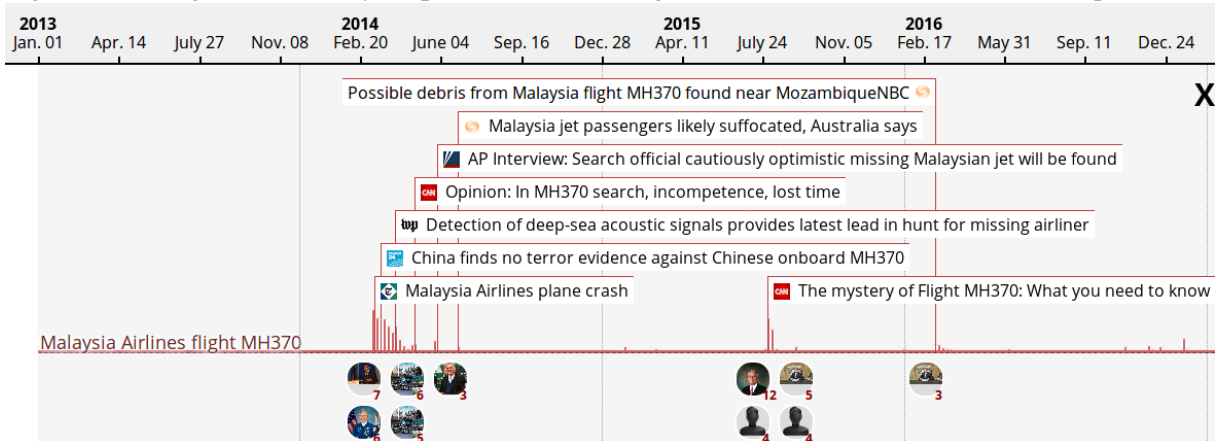 2013 2014 2015 2016
Jan. 01 Apr. 14 July 27 Nov. 08 Feb. 20 June 04 Sep. 16 Dec. 28 Apr. 11 July 24 Nov. 05 Feb. 17 May 31 Sep. 11 Dec. 24
Possible debris from Malaysia flight MH370 found near MozambiqueNBC
X
Malaysia jet passengers likely suffocated, Australia says
AP Interview: Search official cautiously optimistic missing Malaysian jet will be found
CNN Opinion: In MH370 search, incompetence, lost time
wp Detection of deep-sea acoustic signals provides latest lead in hunt for missing airliner
China finds no terror evidence against Chinese onboard MH370
Malaysia Airlines plane crash
CNN The mystery of Flight MH370: What you need to know
Malaysia Airlines flight MH370
7 6 3 12 5 3
6 5 4 4